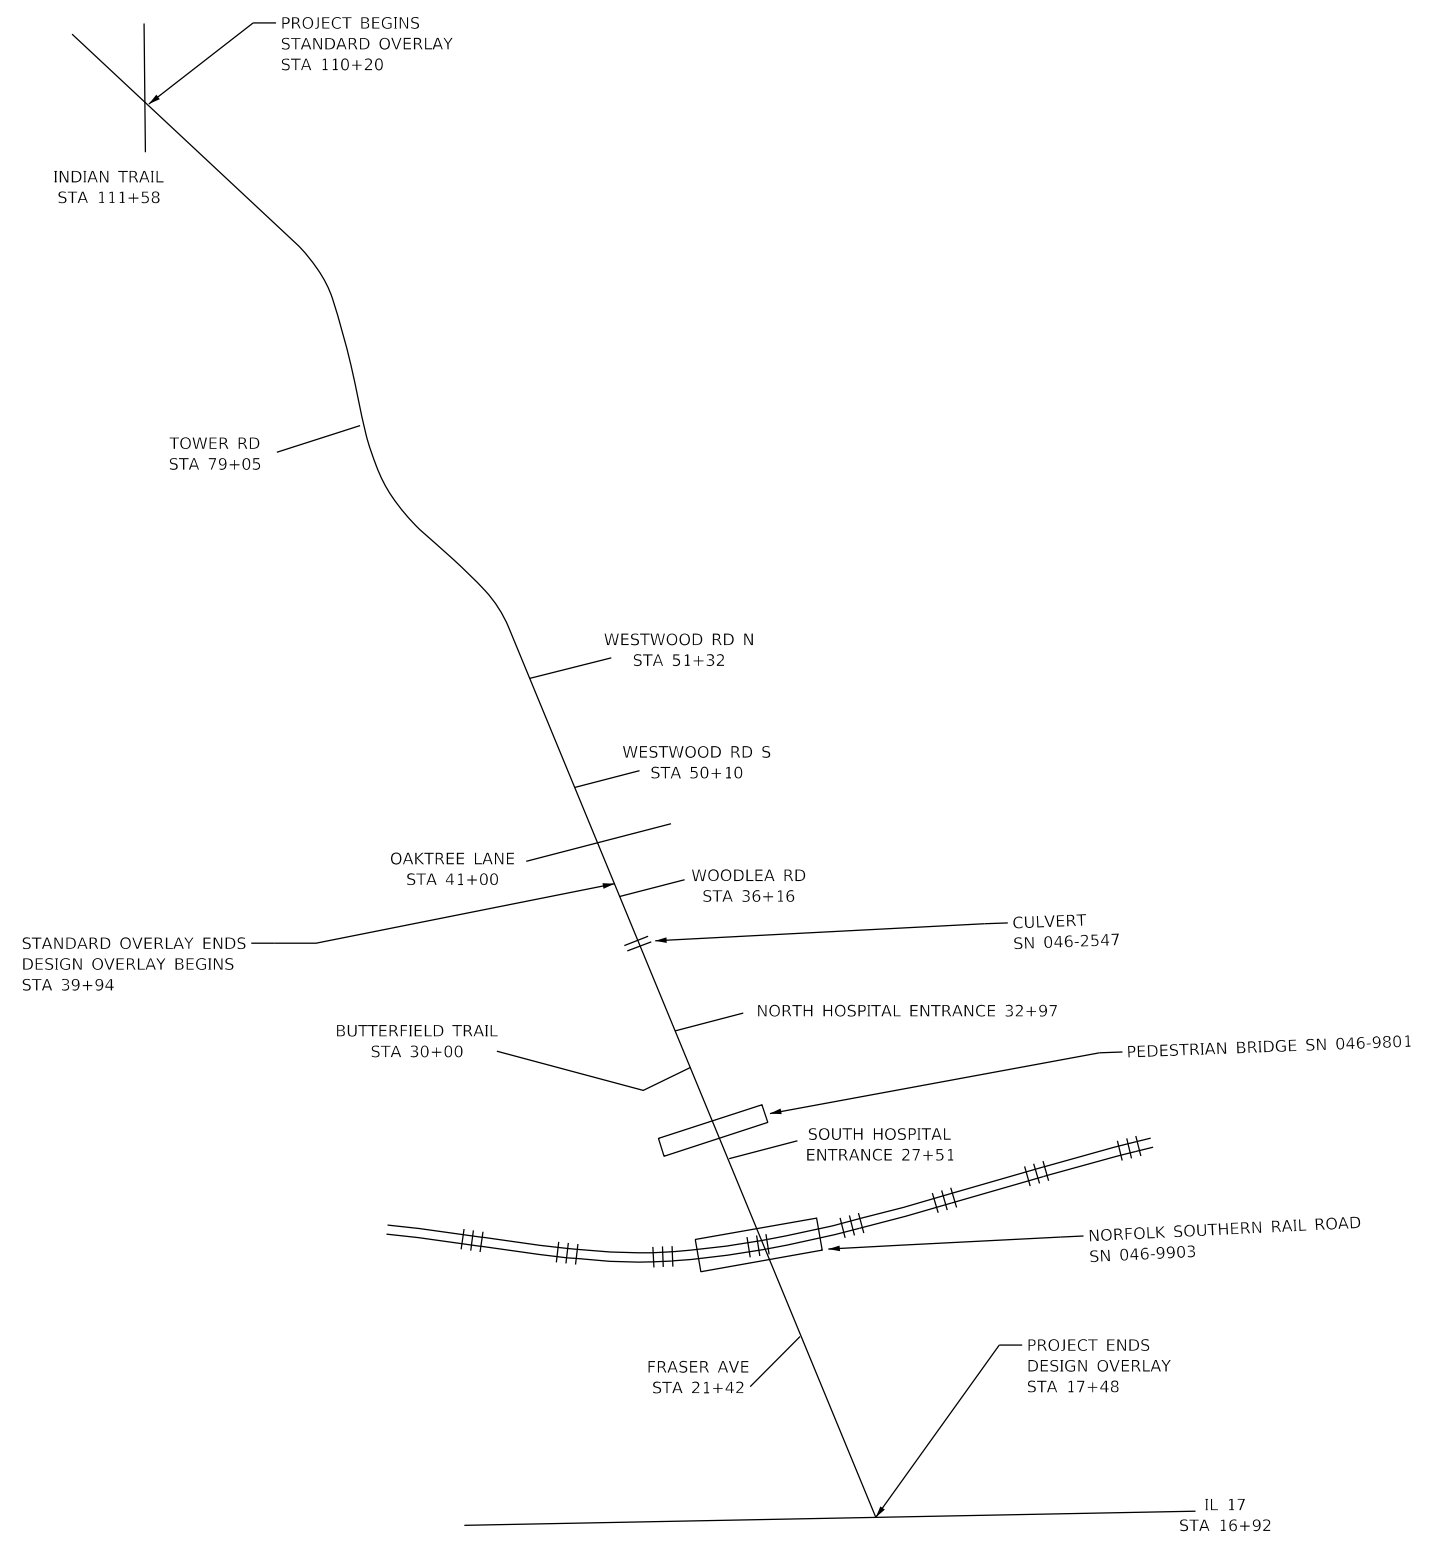 PROJECT BEGINS
STANDARD OVERLAY
STA 110+20
INDIAN TRAIL
STA 111+58
TOWER RD
STA 79+05
WESTWOOD RD N
STA 51+32
WESTWOOD RD S
STA 50+10
OAKTREE LANE
STA 41+00
WOODLEA RD
STA 36+16
CULVERT
SN 046-2547
STANDARD OVERLAY ENDS
DESIGN OVERLAY BEGINS
STA 39+94
NORTH HOSPITAL ENTRANCE 32+97
BUTTERFIELD TRAIL
STA 30+00
PEDESTRIAN BRIDGE SN 046-9801
SOUTH HOSPITAL
ENTRANCE 27+51
NORFOLK SOUTHERN RAIL ROAD
SN 046-9903
FRASER AVE
STA 21+42
PROJECT ENDS
DESIGN OVERLAY
STA 17+48
IL 17
STA 16+92